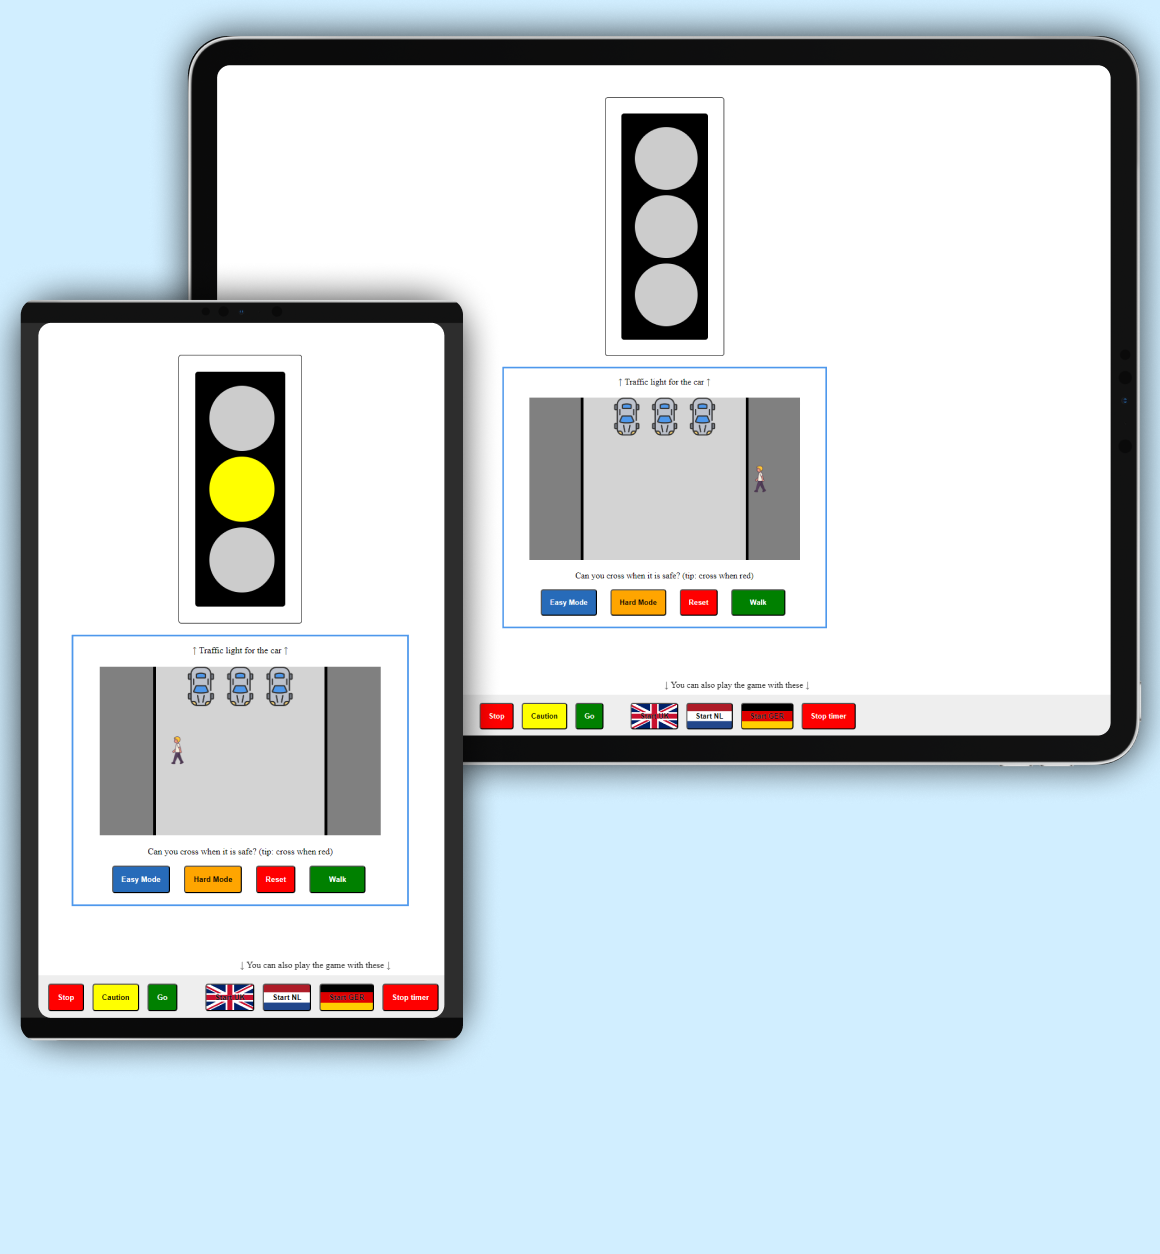 ↑ Traffic light for the car ↑
Can you cross when it is safe? (tip: cross when red)
Easy Mode Hard Mode Reset Walk
↓ You can also play the game with these ↓
Stop Caution Go Start UK Start NL Start GER Stop timer
↑ Traffic light for the car ↑
Can you cross when it is safe? (tip: cross when red)
Easy Mode Hard Mode Reset Walk
↓ You can also play the game with these ↓
Stop Caution Go Start UK Start NL Start GER Stop timer